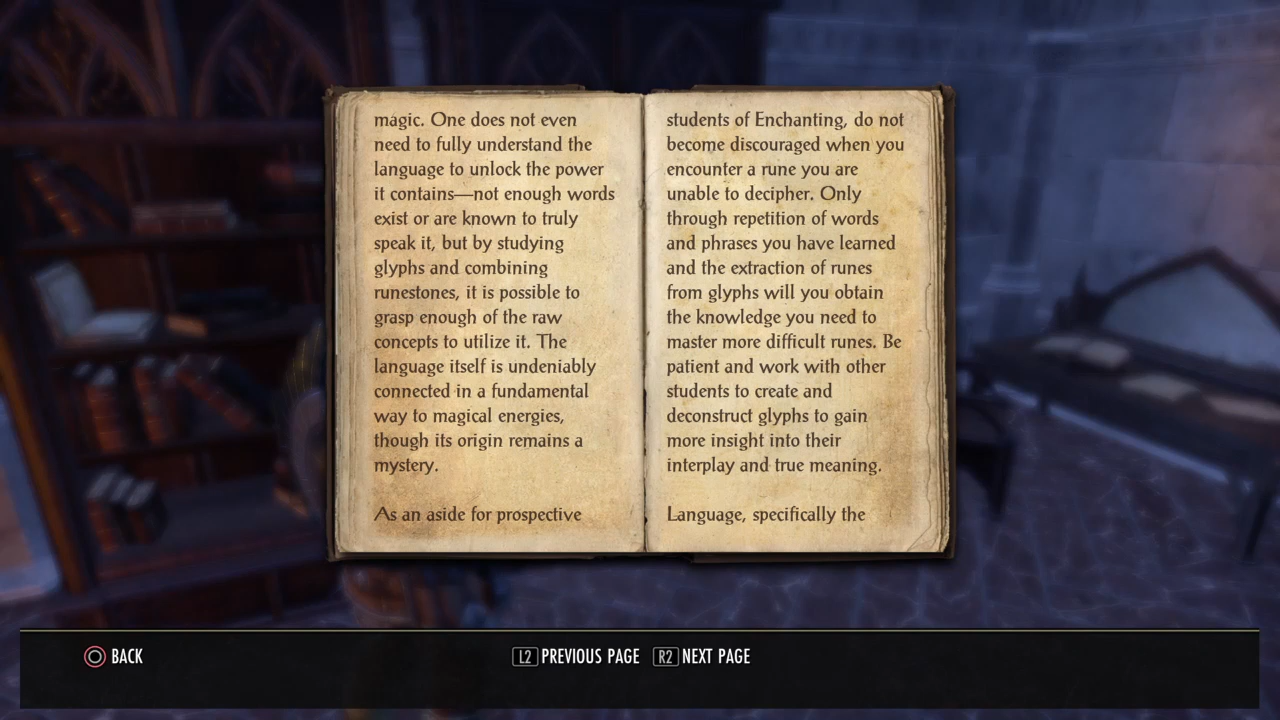 magic. One does not even
need to fully understand the
language to unlock the power
it contains—not enough words
exist or are known to truly
speak it, but by studying
glyphs and combining
runestones, it is possible to
grasp enough of the raw
concepts to utilize it. The
language itself is undeniably
connected in a fundamental
way to magical energies,
though its origin remains a
mystery.
As an aside for prospective
students of Enchanting, do not
become discouraged when you
encounter a rune you are
unable to decipher. Only
through repetition of words
and phrases you have learned
and the extraction of runes
from glyphs will you obtain
the knowledge you need to
master more difficult runes. Be
patient and work with other
students to create and
deconstruct glyphs to gain
more insight into their
interplay and true meaning.
Language, specifically the
BACK
L2 PREVIOUS PAGE R2 NEXT PAGE